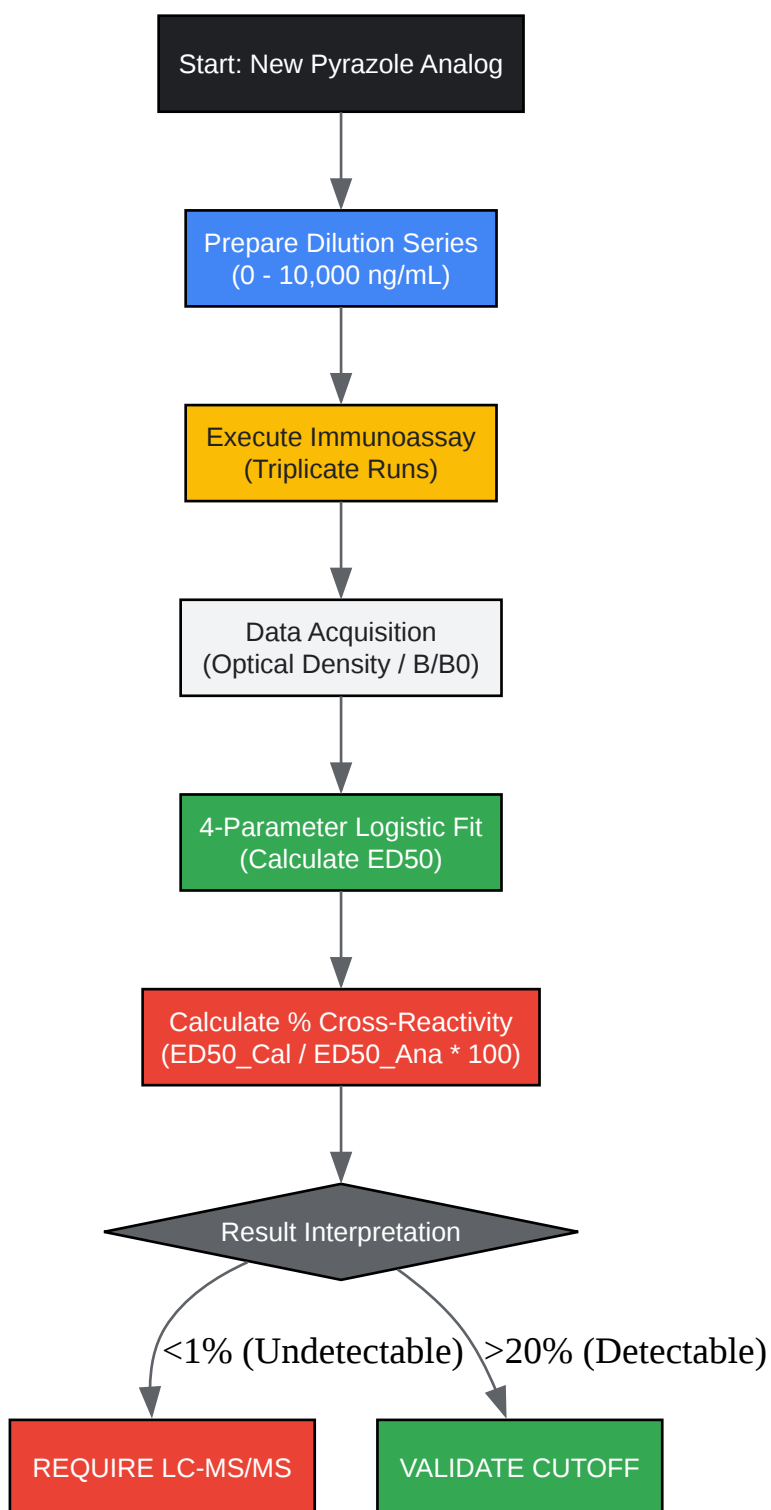 Start: New Pyrazole Analog
Prepare Dilution Series
(0 - 10,000 ng/mL)
Execute Immunoassay
(Triplicate Runs)
Data Acquisition
(Optical Density / B/B0)
4-Parameter Logistic Fit
(Calculate ED50)
Calculate % Cross-Reactivity
(ED50_Cal / ED50_Ana * 100)
Result Interpretation
<1% (Undetectable)
>20% (Detectable)
REQUIRE LC-MS/MS
VALIDATE CUTOFF